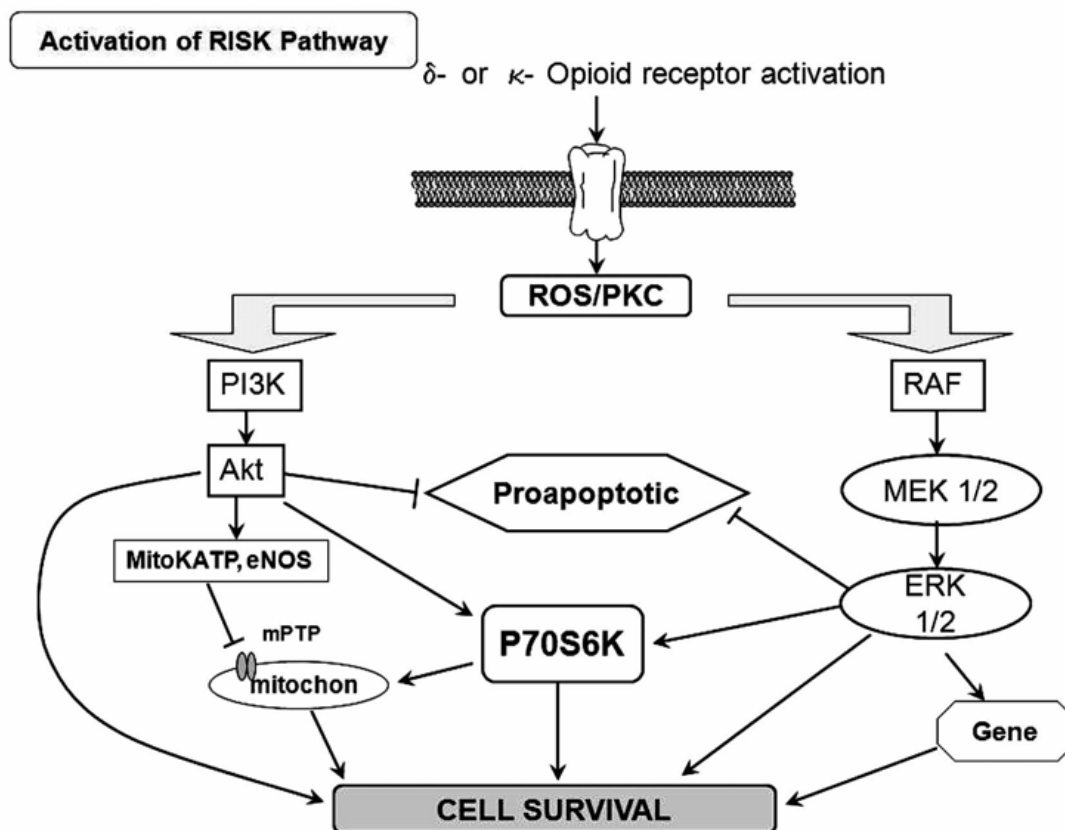 Activation of RISK Pathway
δ- or κ- Opioid receptor activation
ROS/PKC
PI3K
RAF
Akt
Proapoptotic
MEK 1/2
MitoKATP, eNOS
ERK
1/2
mPTP
P70S6K
mitochon
Gene
CELL SURVIVAL